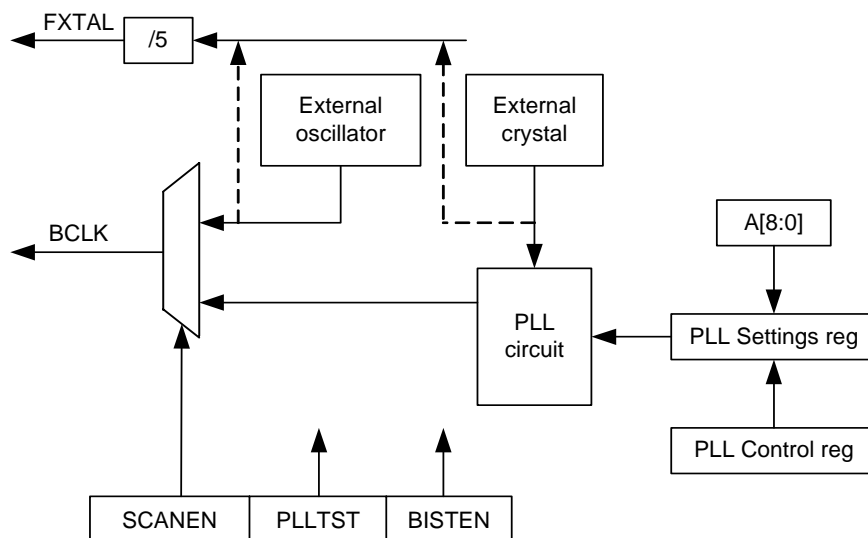 FXTAL
/5
External
oscillator
External
crystal
BCLK
A[8:0]
PLL
circuit
PLL Settings reg
PLL Control reg
SCANEN
PLLTST
BISTEN